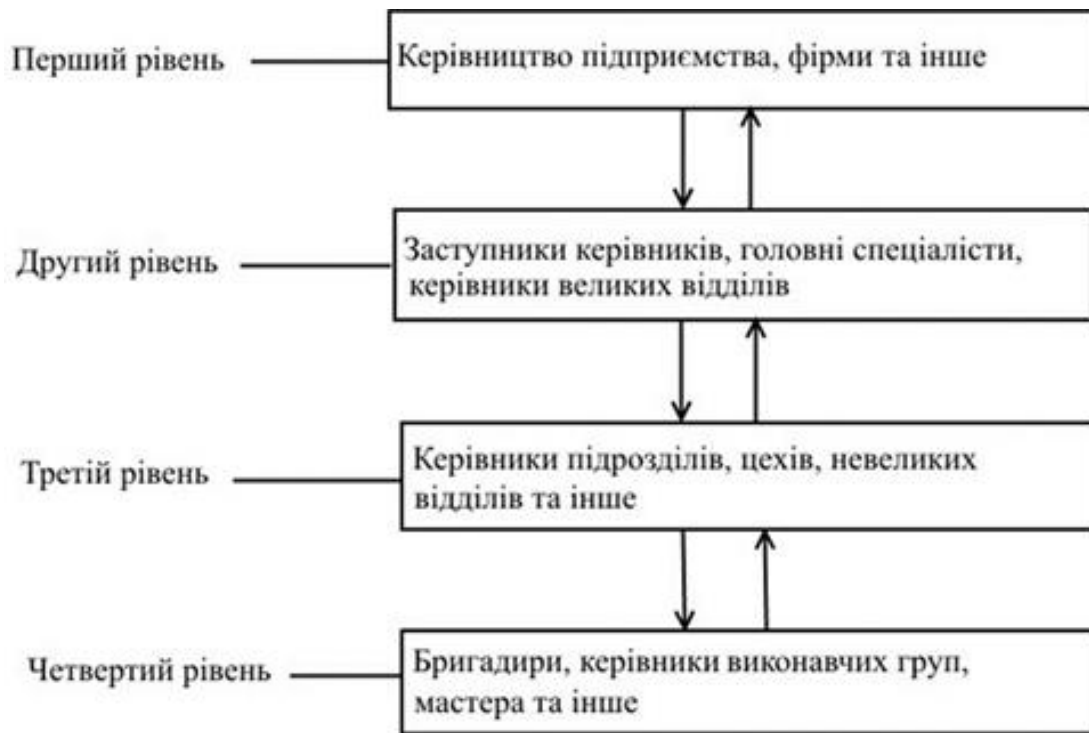 Перший рівень
Керівництво підприємства, фірми та інше
Другий рівень
Заступники керівників, головні спеціалісти,
керівники великих відділів
Третій рівень
Керівники підрозділів, цехів, невеликих
відділів та інше
Четвертий рівень
Бригадири, керівники виконавчих груп,
мастера та інше